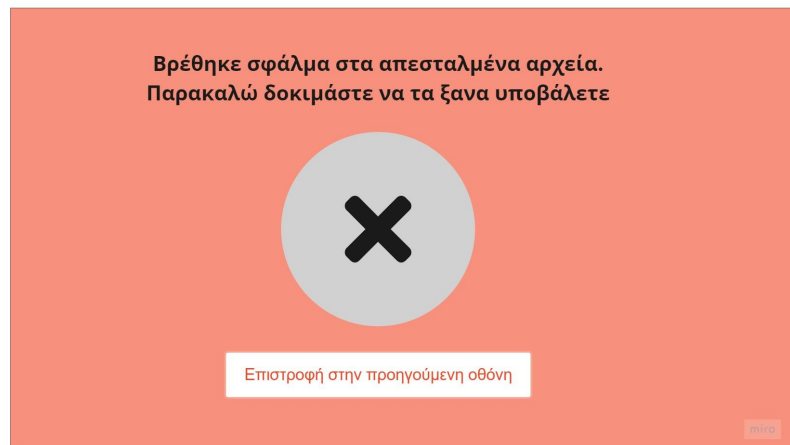 Βρέθηκε σφάλμα στα απεσταλμένα αρχεία.
Παρακαλώ δοκιμάστε να τα ξανα υποβάλετε
Επιστροφή στην προηγούμενη οθόνη
miro